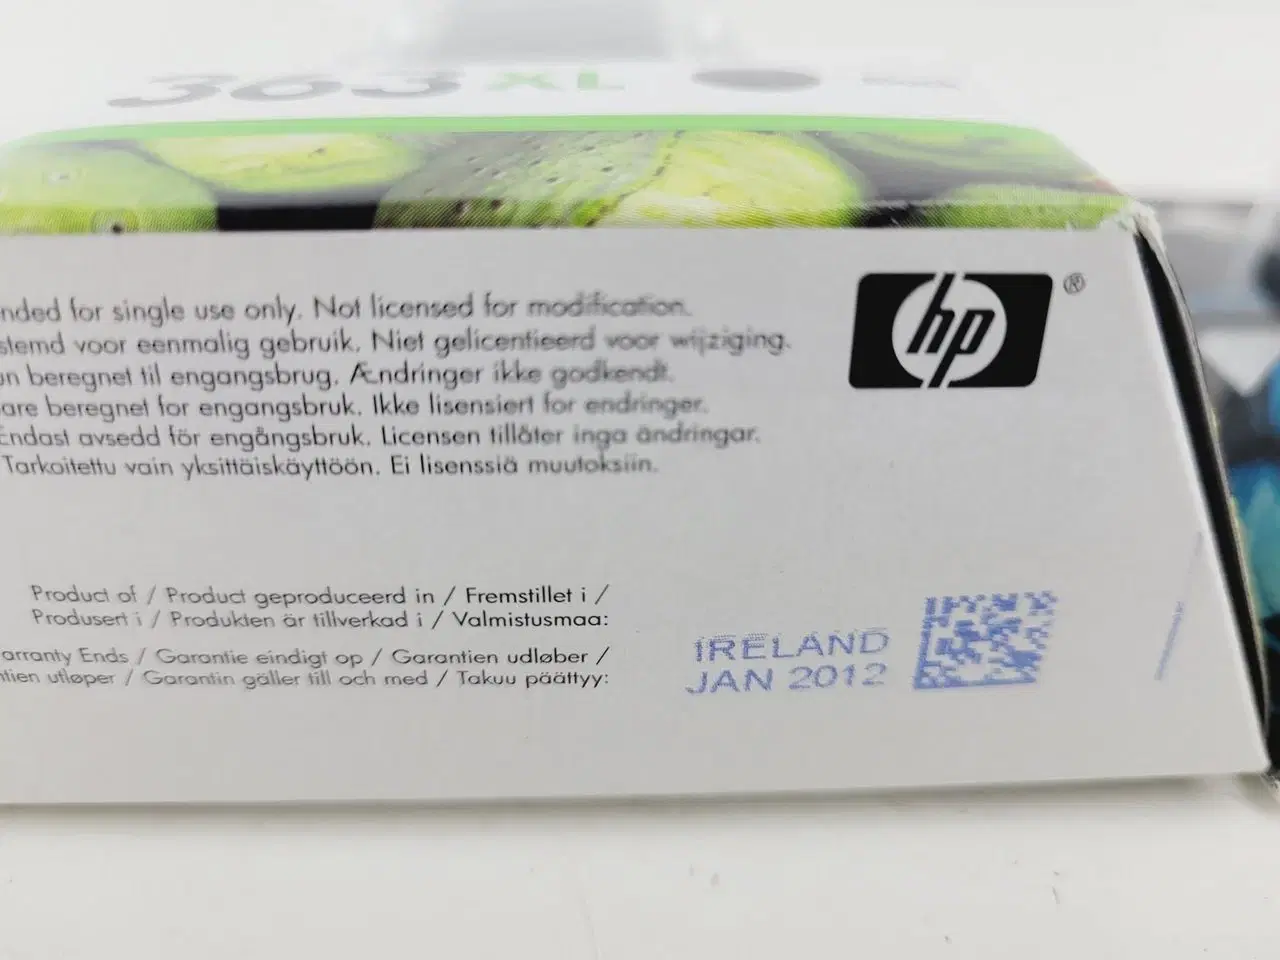 363XL
hp ®
nded for single use only. Not licensed for modification.
stemd voor eenmalig gebruik. Niet gelicentieerd voor wijziging.
un beregnet til engangsbrug. Ændringer ikke godkendt.
are beregnet for engangsbruk. Ikke lisensiert for endringer.
Endast avsedd för engångsbruk. Licensen tillåter inga ändringar.
Tarkoitettu vain yksittäiskäyttöön. Ei lisenssiä muutoksiin.
Product of / Product geproduceerd in / Fremstillet i /
Produsert i / Produkten är tillverkad i / Valmistusmaa:
arranty Ends / Garantie eindigt op / Garantien udløber /
ntien utløper / Garantin gäller till och med / Takuu päättyy:
IRELAND
JAN 2012